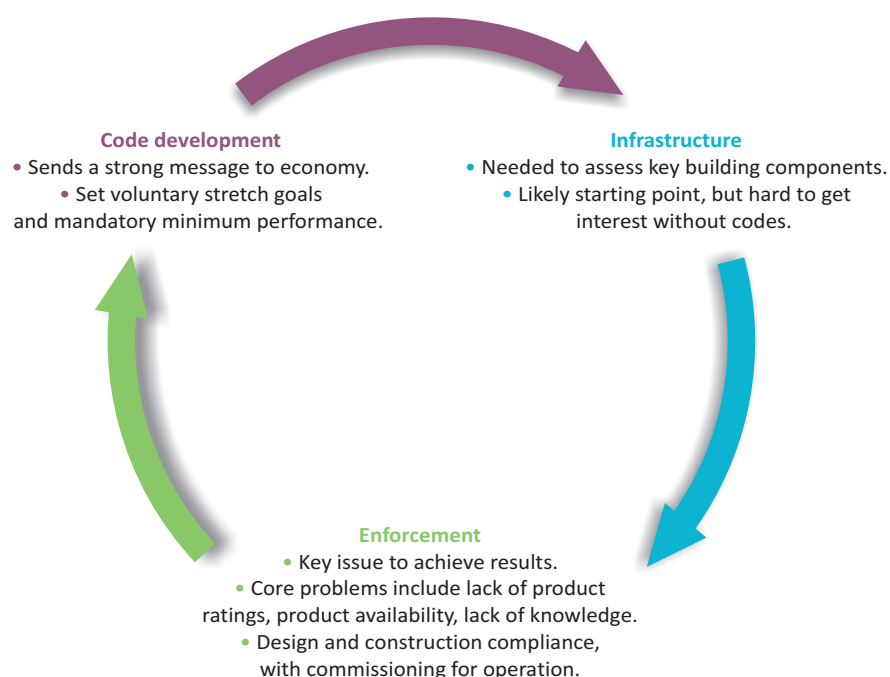 Code development
• Sends a strong message to economy.
• Set voluntary stretch goals
and mandatory minimum performance.
Infrastructure
• Needed to assess key building components.
• Likely starting point, but hard to get
interest without codes.
Enforcement
• Key issue to achieve results.
• Core problems include lack of product
ratings, product availability, lack of knowledge.
• Design and construction compliance,
with commissioning for operation.